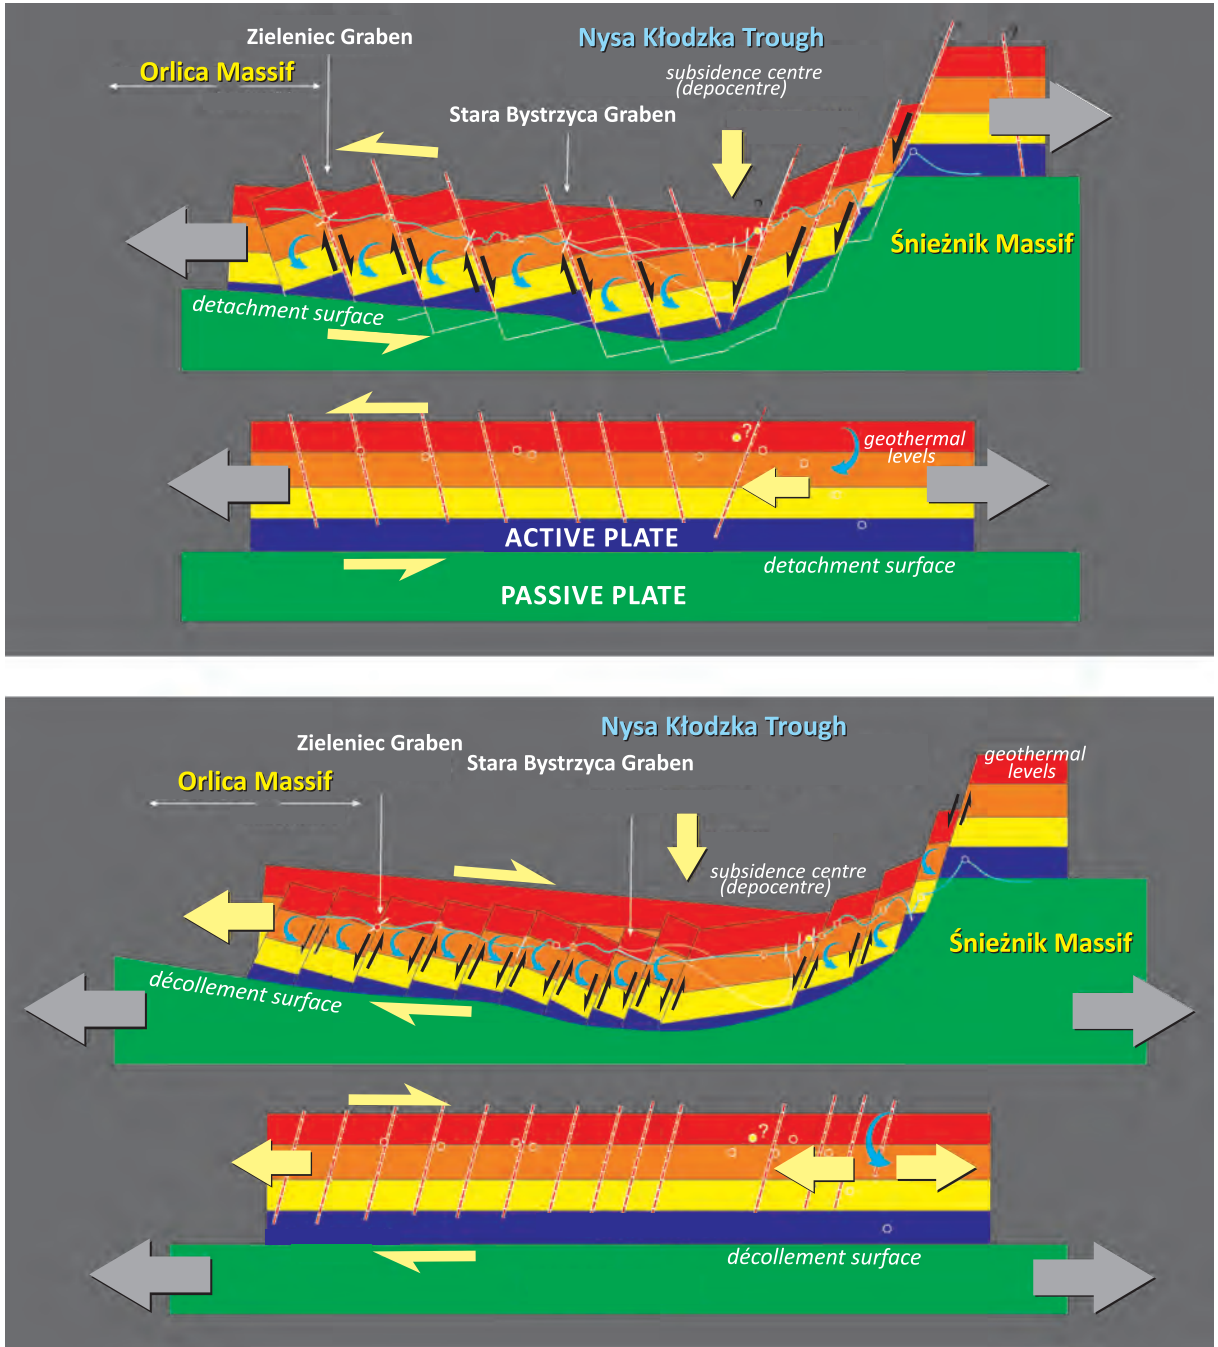 Zieleniec Graben
Nysa Kłodzka Trough
Orlica Massif
subsidence centre
(depocentre)
Stara Bystrzyca Graben
Śnieżnik Massif
detachment surface
?
geothermal
levels
ACTIVE PLATE
detachment surface
PASSIVE PLATE
Nysa Kłodzka Trough
Zieleniec Graben
geothermal
levels
Stara Bystrzyca Graben
Orlica Massif
subsidence centre
(depocentre)
Śnieżnik Massif
décollement surface
?
décollement surface